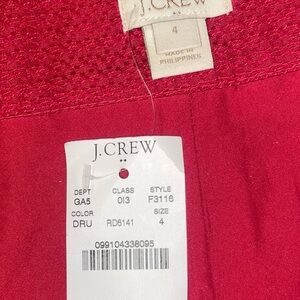 J.CREW
4
MADE IN
PHILIPPINES
J.CREW
DEPT CLASS STYLE
GA5 013 F3116
COLOR SIZE
DRU RD6141 4
099104338095